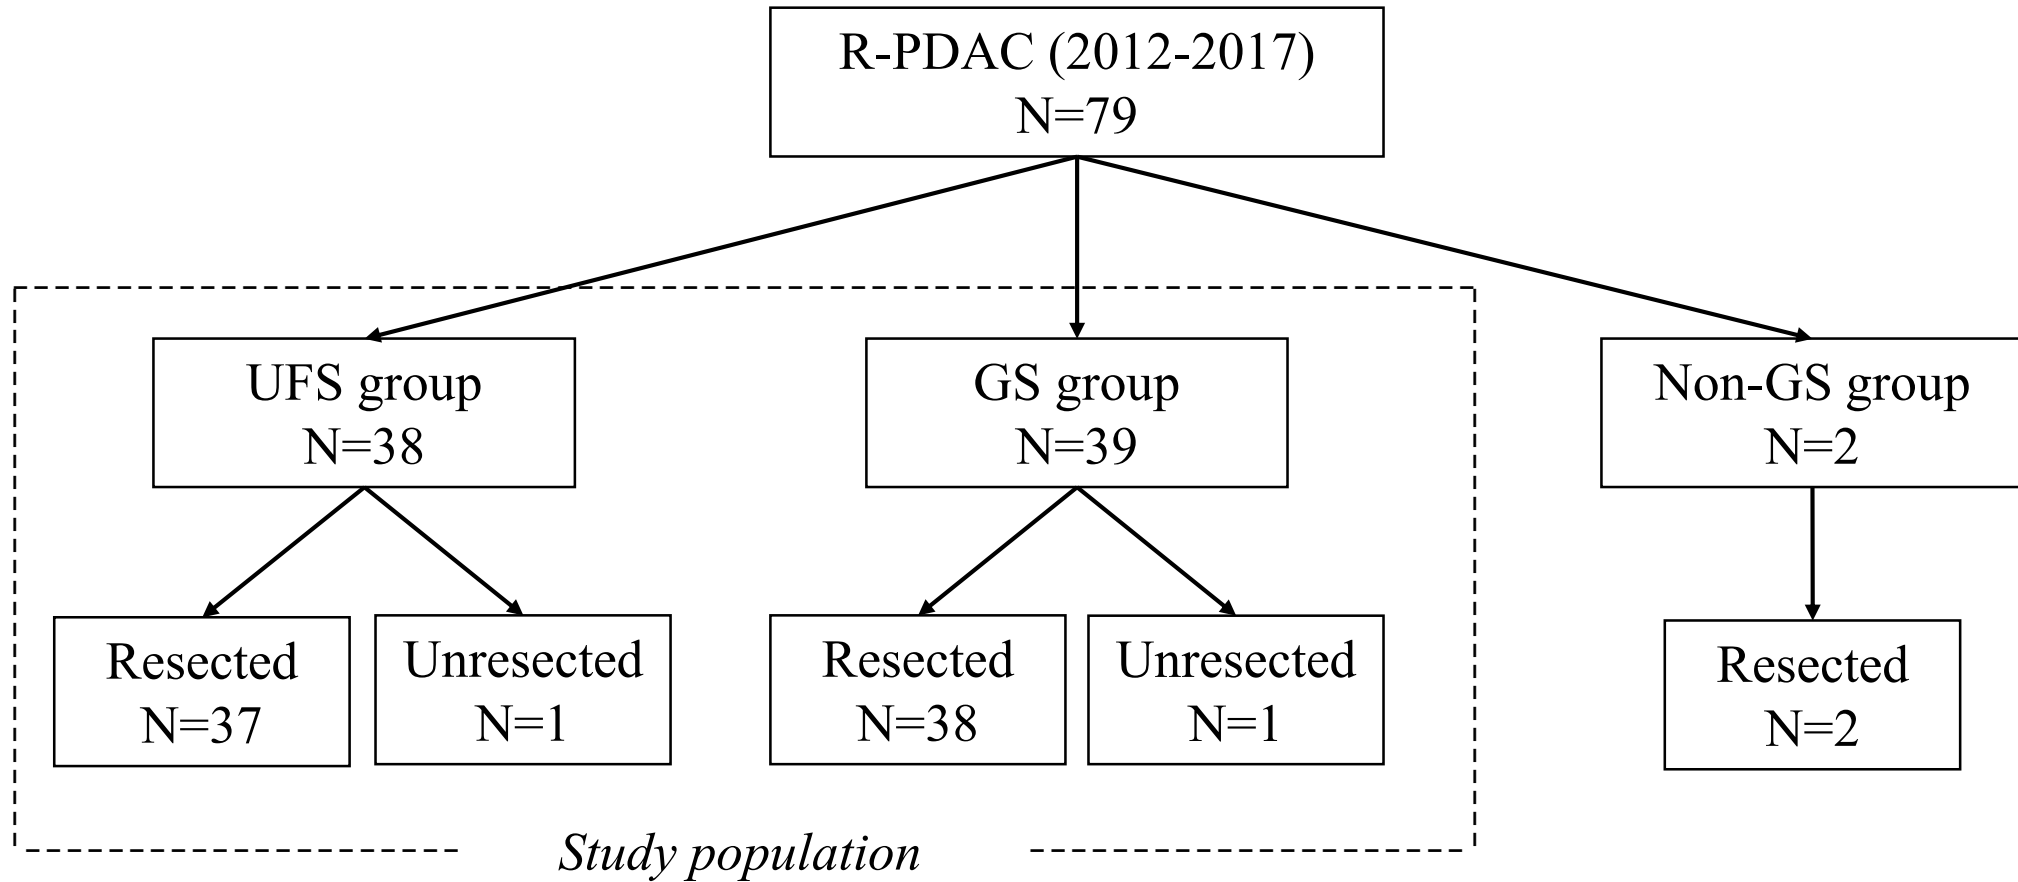 R-PDAC (2012-2017)
N=79
UFS group
N=38
GS group
N=39
Non-GS group
N=2
Resected
N=37
Unresected
N=1
Resected
N=38
Unresected
N=1
Resected
N=2
Study population